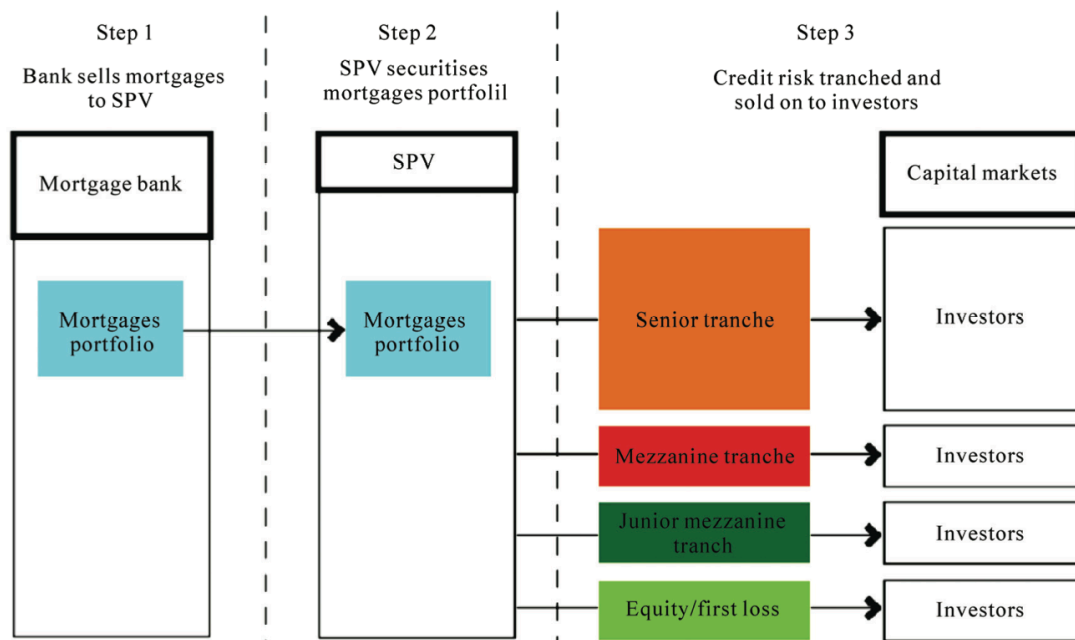 Step 1
Bank sells mortgages
to SPV
Mortgage bank
Mortgages
portfolio
Step 2
SPV securitises
mortgages portfolil
SPV
Mortgages
portfolio
Step 3
Credit risk tranched and
sold on to investors
Capital markets
Senior tranche
Investors
Mezzanine tranche
Investors
Junior mezzanine
tranch
Investors
Equity/first loss
Investors